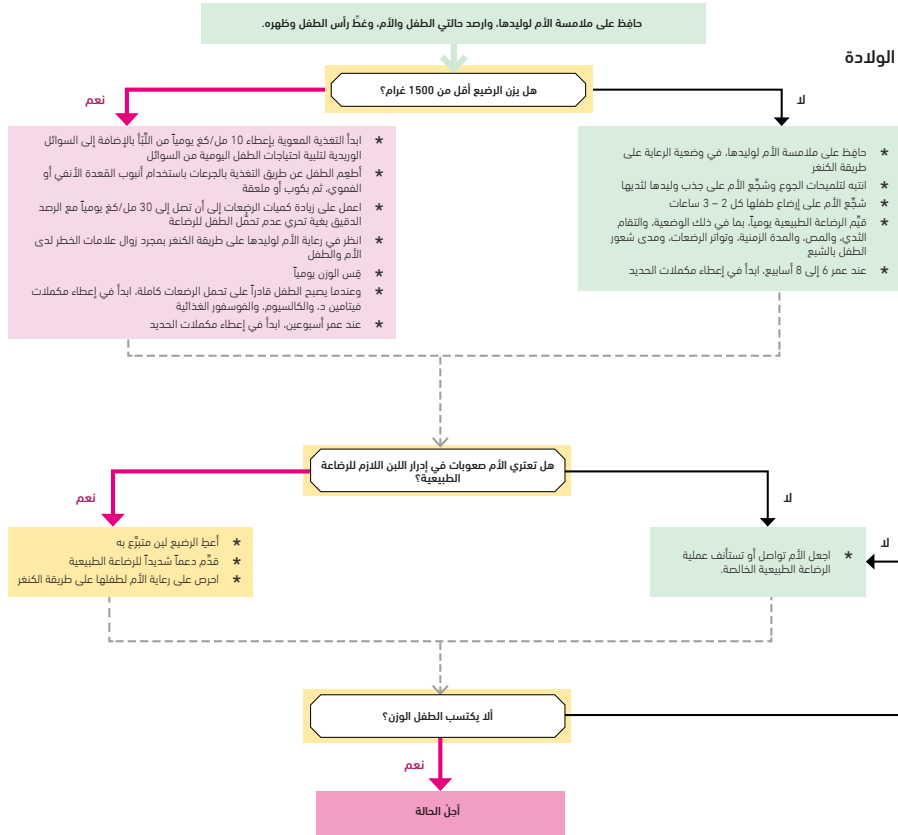 حافِظ على ملامسة الأم لوليدها، وارصد حالتي الطفل والأم، وغطِّ رأس الطفل وظهره.
الولادة
هل يزن الرضيع أقل من 1500 غرام؟
لا
نعم
* حافِظ على ملامسة الأم لوليدها، في وضعية الرعاية على
طريقة الكنغر
* انتبه لتلميحات الجوع وشجِّع الأم على جذب وليدها لثديها
* شجِّع الأم على إرضاع طفلها كل 2 – 3 ساعات
* قيِّم الرضاعة الطبيعية يومياً، بما في ذلك الوضعية، والتقام
الثدي، والمص، والمدة الزمنية، وتواتر الرضعات، ومدى شعور
الطفل بالشبع
* عند عمر 6 إلى 8 أسابيع، ابدأ في إعطاء مكملات الحديد
* ابدأ التغذية المعوية بإعطاء 10 مل/كغ يومياً من اللِّبَأ بالإضافة إلى السوائل
الوريدية لتلبية احتياجات الطفل اليومية من السوائل
* أطعِم الطفل عن طريق التغذية بالجرعات باستخدام أنبوب القَعدة الأنفي أو
الفموي، ثم بكوب أو ملعقة
* اعمل على زيادة كميات الرضعات إلى أن تصل إلى 30 مل/كغ يومياً مع الرصد
الدقيق بغية تحري عدم تحمُّل الطفل للرضاعة
* انظر في رعاية الأم لوليدها على طريقة الكنغر بمجرد زوال علامات الخطر لدى
الأم والطفل
* قِس الوزن يومياً
* وعندما يصبح الطفل قادراً على تحمل الرضعات كاملة، ابدأ في إعطاء مكملات
فيتامين د، والكالسيوم، والفوسفور الغذائية
* عند عمر أسبوعين، ابدأ في إعطاء مكملات الحديد
هل تعتري الأم صعوبات في إدرار اللبن اللازم للرضاعة
الطبيعية؟
لا
نعم
لا
* اجعل الأم تواصل أو تستأنف عملية
الرضاعة الطبيعية الخالصة.
* أعطِ الرضيع لبن متبرَّع به
* قدِّم دعماً شديداً للرضاعة الطبيعية
* احرص على رعاية الأم لطفلها على طريقة الكنغر
ألا يكتسب الطفل الوزن؟
نعم
أحِلْ الحالة